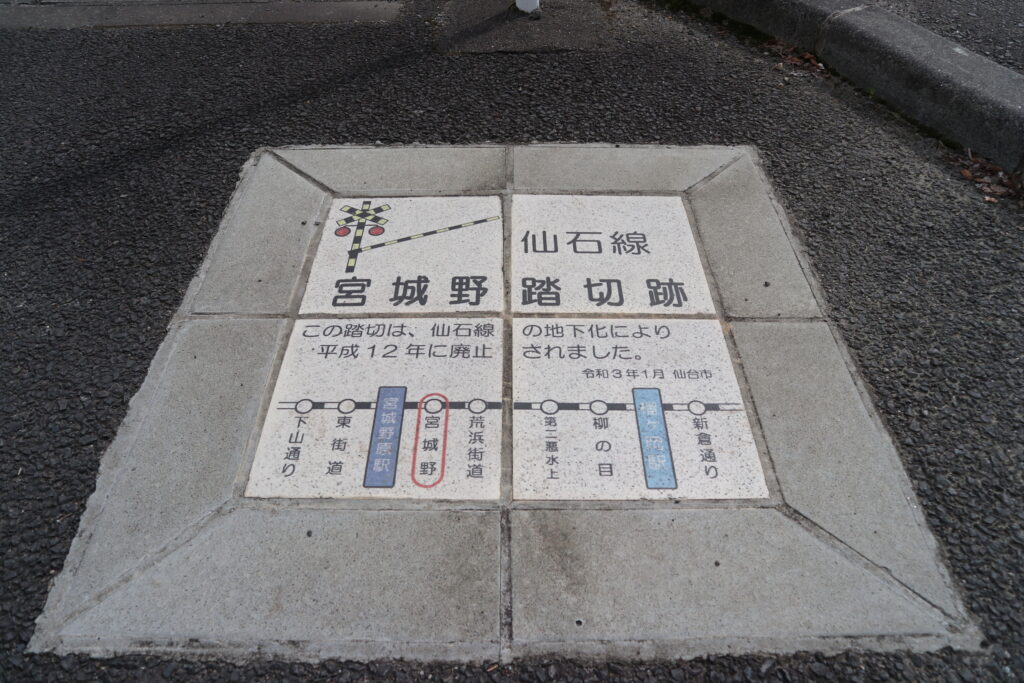 仙石線
宮城野踏切跡
この踏切は、仙石線の地下化により
平成12年に廃止されました。
令和3年1月 仙台市
下山通り
東街道
宮城野原駅
宮城野
荒浜街道
第二悪水上
柳の目
榴ケ岡駅
新倉通り